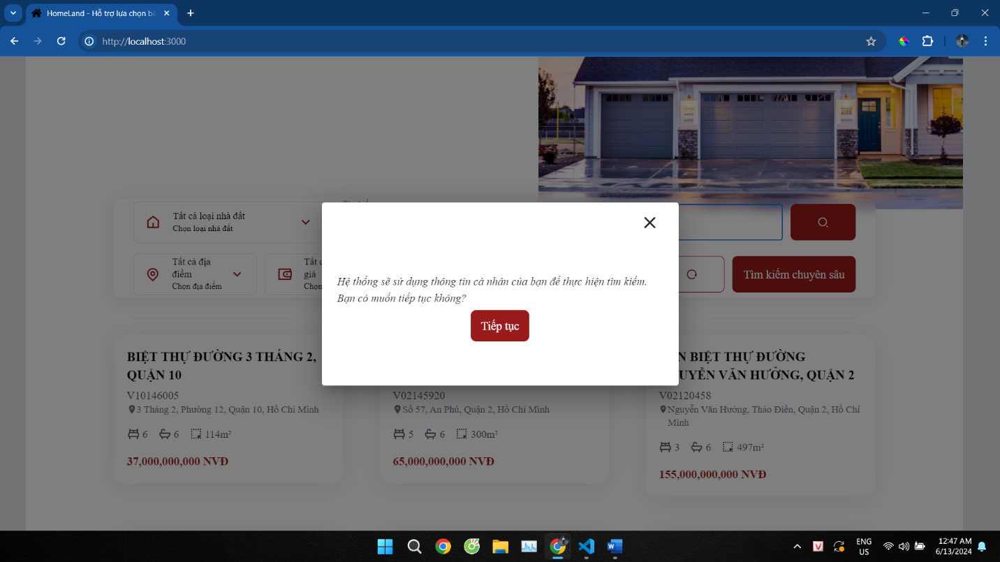 HomeLand - Hỗ trợ lựa chọn bấ
http://localhost:3000
Tất cả loại nhà đất
Chọn loại nhà đất
Tất cả địa
điểm
Chọn địa điểm
Tất c
giá
Chọn
Tìm kiếm chuyên sâu
Hệ thống sẽ sử dụng thông tin cá nhân của bạn để thực hiện tìm kiếm.
Bạn có muốn tiếp tục không?
Tiếp tục
BIỆT THỰ ĐƯỜNG 3 THÁNG 2,
QUẬN 10
V10146005
3 Tháng 2, Phường 12, Quận 10, Hồ Chí Minh
6 6 114m²
37,000,000,000 NVĐ
V02145920
Số 57, An Phú, Quận 2, Hồ Chí Minh
5 6 300m²
65,000,000,000 NVĐ
N BIỆT THỰ ĐƯỜNG
UYỄN VĂN HƯỞNG, QUẬN 2
V02120458
Nguyễn Văn Hưởng, Thảo Điền, Quận 2, Hồ Chí
Minh
3 6 497m²
155,000,000,000 NVĐ
ENG
US
12:47 AM
6/13/2024